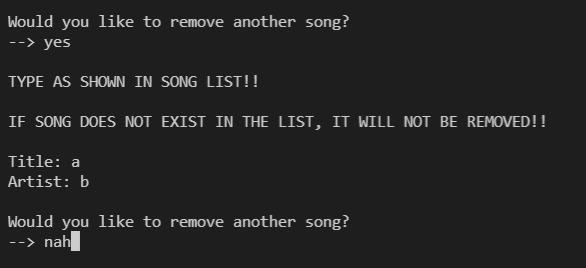 Would you like to remove another song?
--> yes
TYPE AS SHOWN IN SONG LIST!!
IF SONG DOES NOT EXIST IN THE LIST, IT WILL NOT BE REMOVED!!
Title: a
Artist: b
Would you like to remove another song?
--> nah